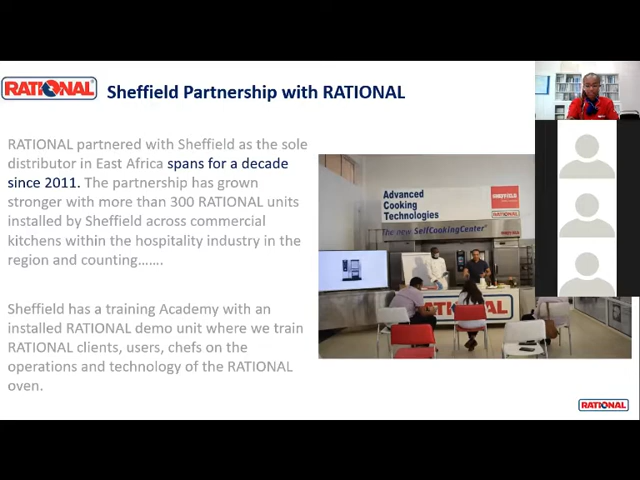 RATIONAL
Sheffield Partnership with RATIONAL
RATIONAL partnered with Sheffield as the sole
distributor in East Africa spans for a decade
since 2011. The partnership has grown
stronger with more than 300 RATIONAL units
installed by Sheffield across commercial
kitchens within the hospitality industry in the
region and counting…….
Sheffield has a training Academy with an
installed RATIONAL demo unit where we train
RATIONAL clients, users, chefs on the
operations and technology of the RATIONAL
oven.
Advanced
Cooking
Technologies
SHEFFIELD
RATIONAL
The new SelfCookingCenter
RATIONAL
RATIONAL